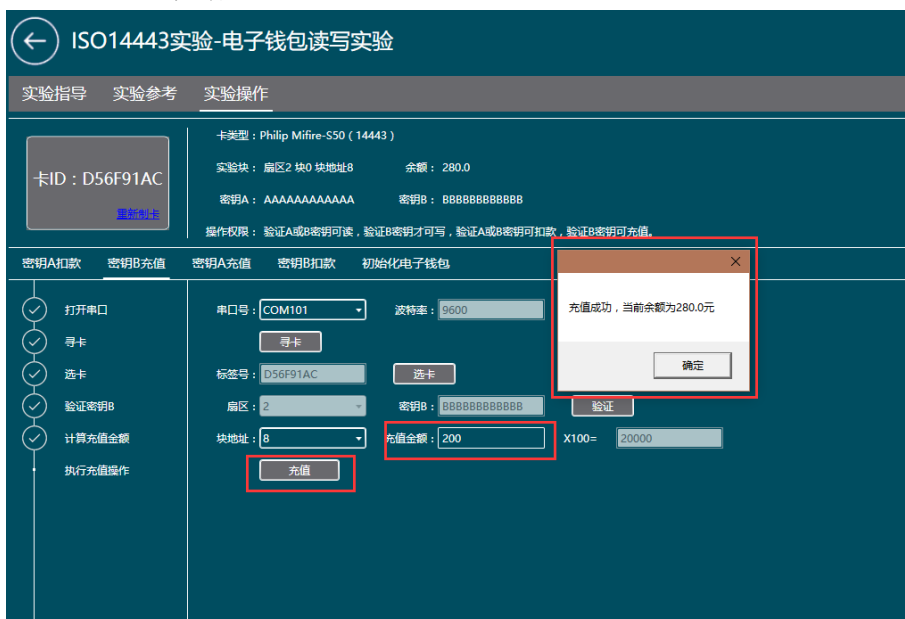 ISO14443实验-电子钱包读写实验
实验指导 实验参考 实验操作
卡ID：D56F91AC
重新制卡
卡类型：Philip Mifire-S50 ( 14443 )
实验块： 扇区2 块0 块地址8 余额： 280.0
密钥A： AAAAAAAAAAAA 密钥B： BBBBBBBBBBBB
操作权限： 验证A或B密钥可读，验证B密钥才可写，验证A或B密钥可扣款，验证B密钥可充值。
密钥A扣款 密钥B充值 密钥A充值 密钥B扣款 初始化电子钱包
打开串口 串口号： COM101 波特率： 9600
充值成功，当前余额为280.0元
确定
寻卡 寻卡
选卡 标签号： D56F91AC 选卡
验证密钥B 扇区： 2 密钥B： BBBBBBBBBBBB 验证
计算充值金额 块地址： 8 充值金额： 200 X100= 20000
执行充值操作 充值